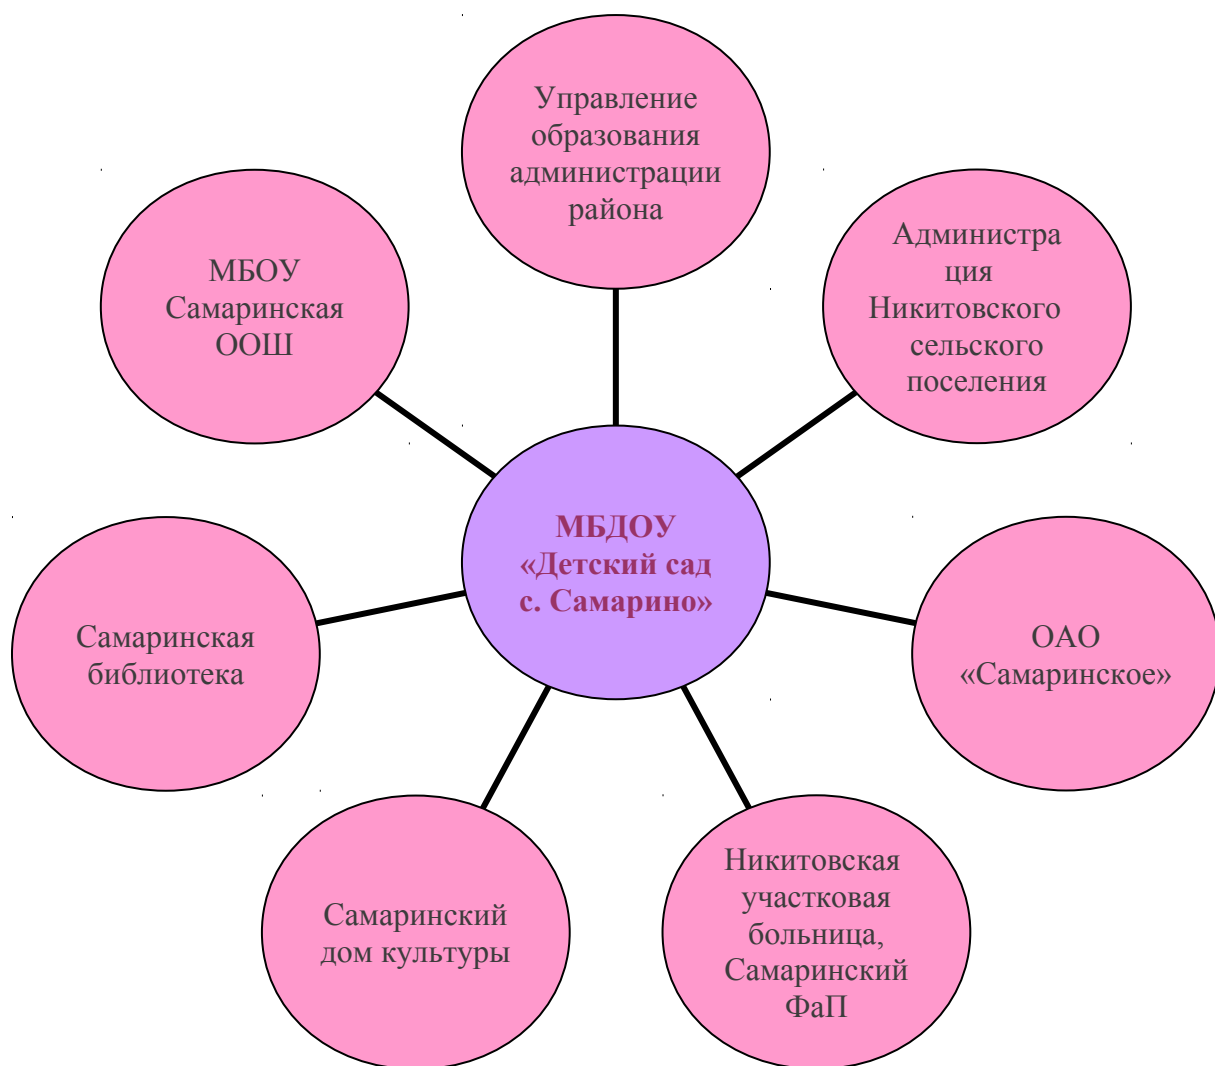 Управление
образования
администрации
района
МБОУ
Самаринская
ООШ
Администра
ция
Никитовского
сельского
поселения
МБДОУ
«Детский сад
с. Самарино»
Самаринская
библиотека
ОАО
«Самаринское»
Самаринский
дом культуры
Никитовская
участковая
больница,
Самаринский
ФаП